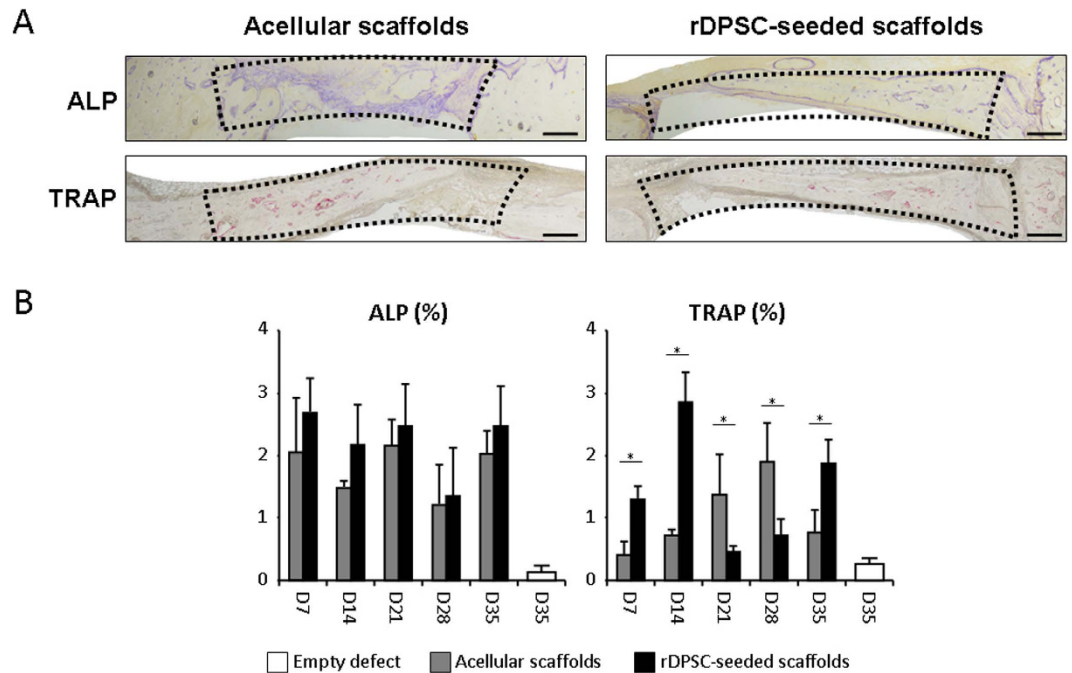 A
Acellular scaffolds
rDPSC-seeded scaffolds
ALP
TRAP
B
ALP (%)
TRAP (%)
4
3
2
1
0
* * * * *
D7 D14 D21 D28 D35 D35
4
3
2
1
0
D7 D14 D21 D28 D35 D35
Empty defect Acellular scaffolds rDPSC-seeded scaffolds